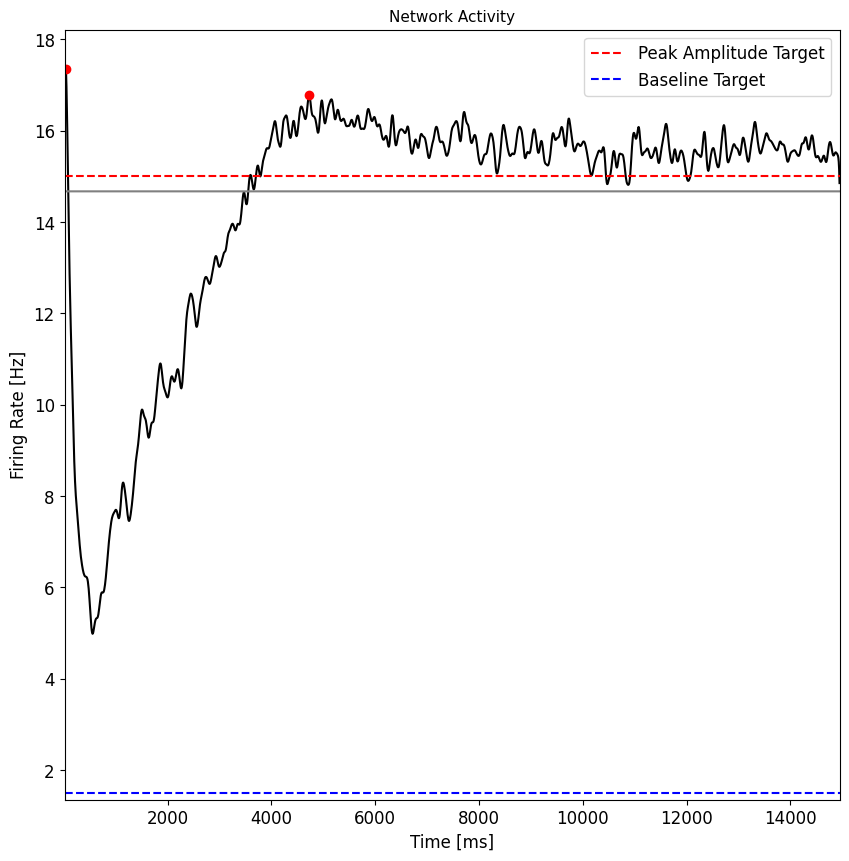 Network Activity
Peak Amplitude Target
Baseline Target
Firing Rate [Hz]
18
16
14
12
10
8
6
4
2
2000 4000 6000 8000 10000 12000 14000
Time [ms]